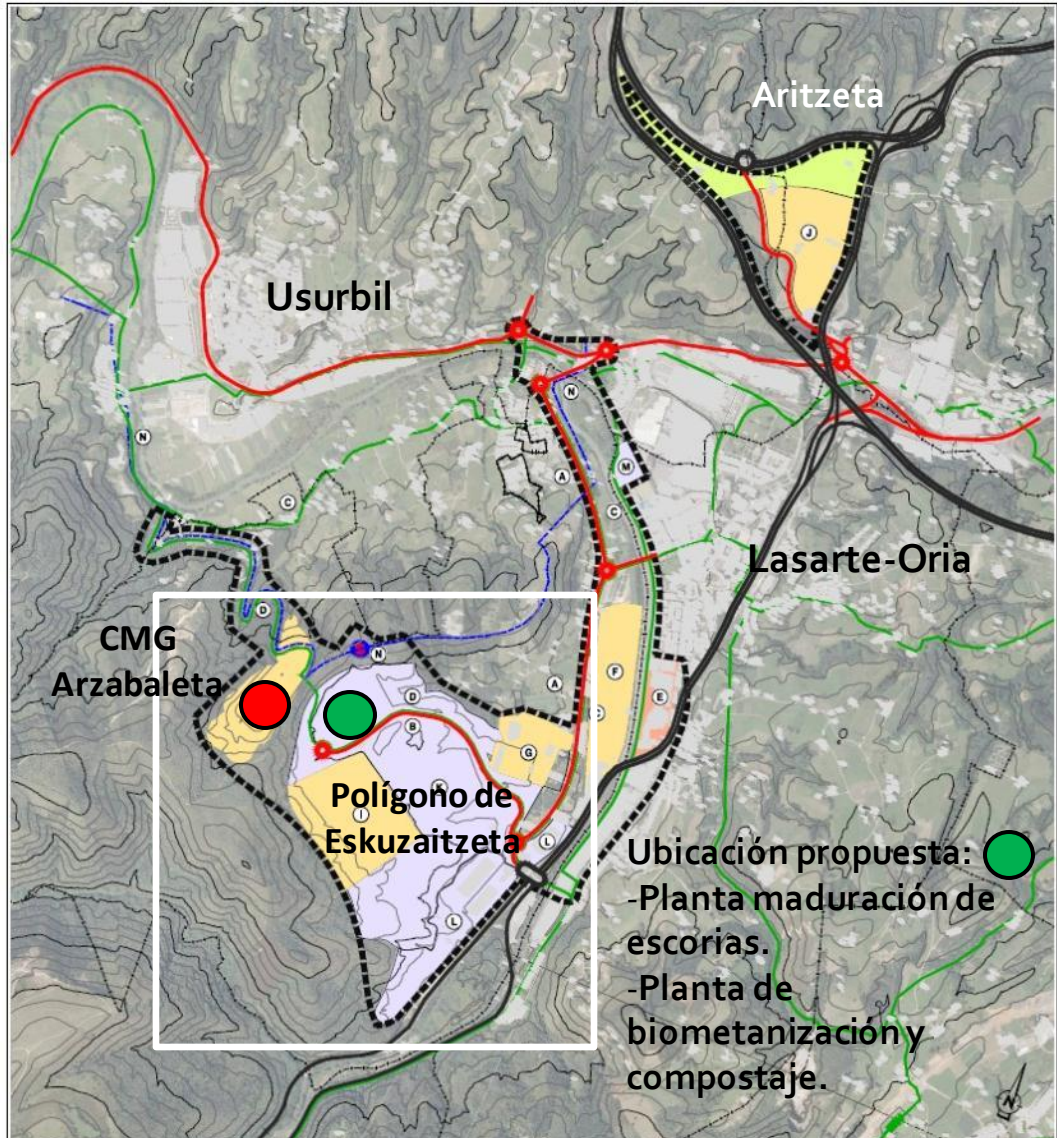 Aritzeta
J
Usurbil
N
N
A
M
C
C
Lasarte-Oria
D
CMG
Arzabaleta
N
A
D
F
E
C
B
G
K
Polígono de
Eskuzaitzeta
I
L
L
Ubicación propuesta:
-Planta maduración de
escorias.
-Planta de
biometanización y
compostaje.
N